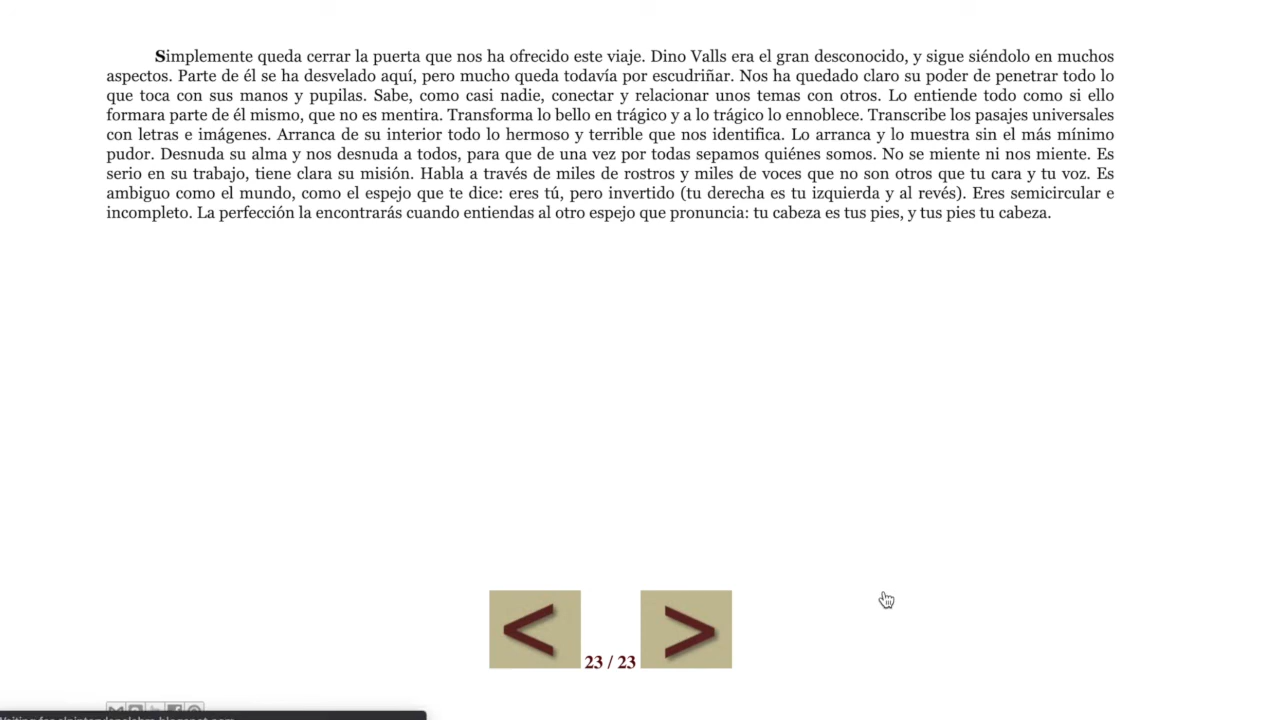 Simplemente queda cerrar la puerta que nos ha ofrecido este viaje. Dino Valls era el gran desconocido, y sigue siéndolo en muchos
aspectos. Parte de él se ha desvelado aquí, pero mucho queda todavía por escudriñar. Nos ha quedado claro su poder de penetrar todo lo
que toca con sus manos y pupilas. Sabe, como casi nadie, conectar y relacionar unos temas con otros. Lo entiende todo como si ello
formara parte de él mismo, que no es mentira. Transforma lo bello en trágico y a lo trágico lo ennoblece. Transcribe los pasajes universales
con letras e imágenes. Arranca de su interior todo lo hermoso y terrible que nos identifica. Lo arranca y lo muestra sin el más mínimo
pudor. Desnuda su alma y nos desnuda a todos, para que de una vez por todas sepamos quiénes somos. No se miente ni nos miente. Es
serio en su trabajo, tiene clara su misión. Habla a través de miles de rostros y miles de voces que no son otros que tu cara y tu voz. Es
ambiguo como el mundo, como el espejo que te dice: eres tú, pero invertido (tu derecha es tu izquierda y al revés). Eres semicircular e
incompleto. La perfección la encontrarás cuando entiendas al otro espejo que pronuncia: tu cabeza es tus pies, y tus pies tu cabeza.
< 23 / 23 >